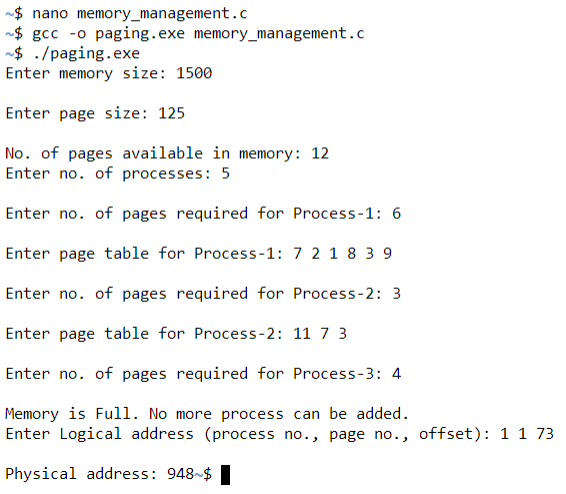 ~$ nano memory_management.c
~$ gcc -o paging.exe memory_management.c
~$ ./paging.exe
Enter memory size: 1500
Enter page size: 125
No. of pages available in memory: 12
Enter no. of processes: 5
Enter no. of pages required for Process-1: 6
Enter page table for Process-1: 7 2 1 8 3 9
Enter no. of pages required for Process-2: 3
Enter page table for Process-2: 11 7 3
Enter no. of pages required for Process-3: 4
Memory is Full. No more process can be added.
Enter Logical address (process no., page no., offset): 1 1 73
Physical address: 948~$